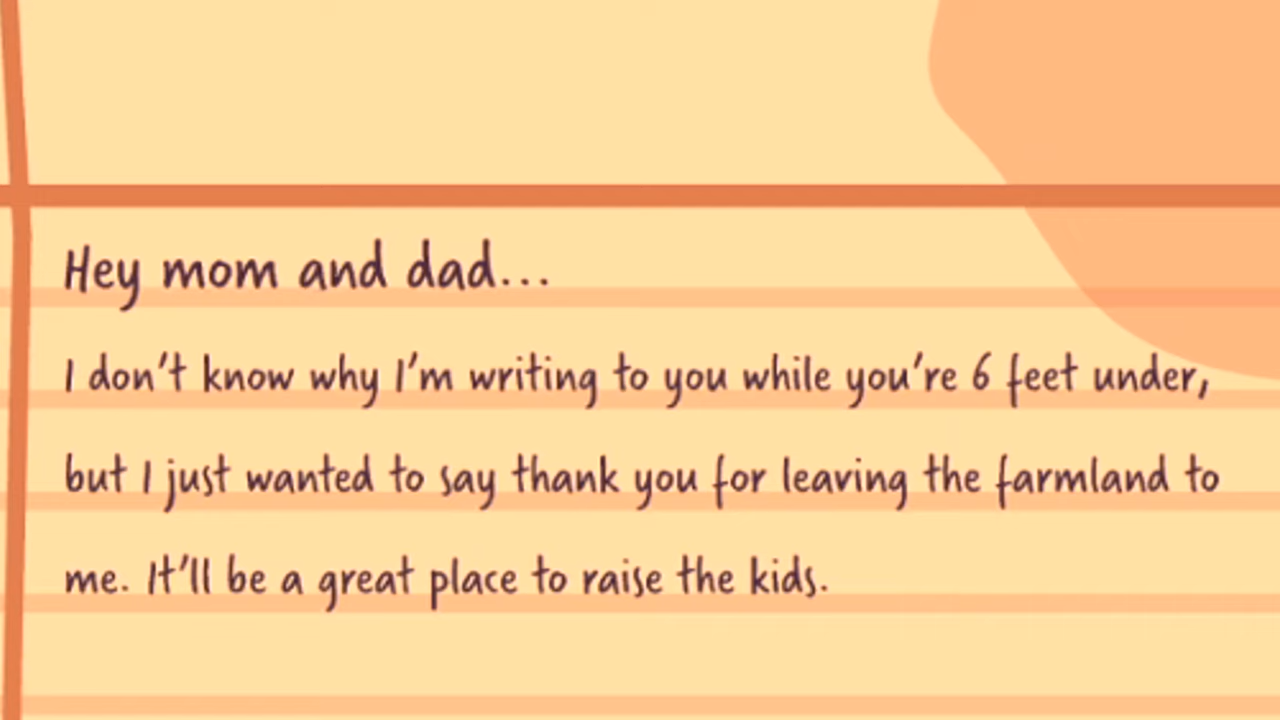 Hey mom and dad...
I don't know why I'm writing to you while you're 6 feet under,
but I just wanted to say thank you for leaving the farmland to
me. It'll be a great place to raise the kids.